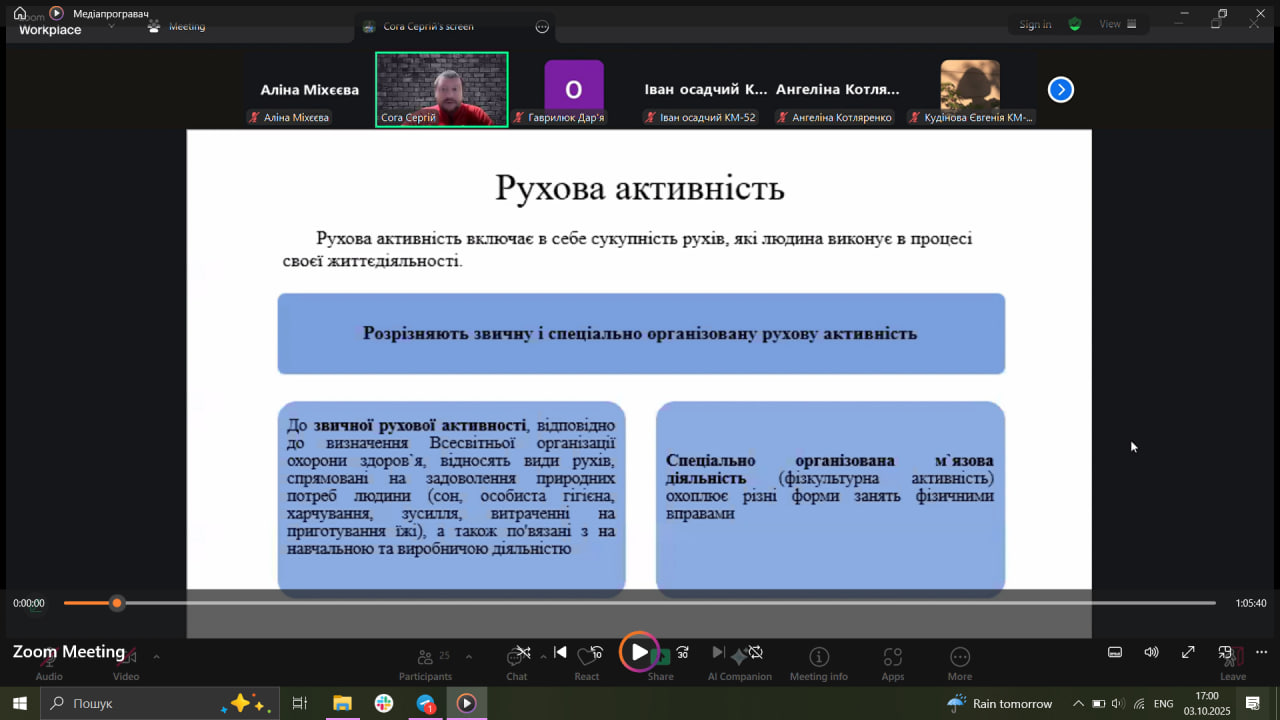 Медіапрогравач
Workplace
Meeting
Сога Сергій's screen
Sign in
View
Аліна Міхєєва
О
Іван осадчий К...
Ангеліна Котля...
Аліна Міхєєва
Сога Сергій
Гаврилюк Дар'я
Іван осадчий КМ-52
Ангеліна Котляренко
Кудінова Євгенія КМ-...
Рухова активність
Рухова активність включає в себе сукупність рухів, які людина виконує в процесі
своєї життєдіяльності.
Розрізняють звичну і спеціально організовану рухову активність
До звичної рухової активності, відповідно
до визначення Всесвітньої організації
охорони здоров`я, відносять види рухів,
спрямовані на задоволення природних
потреб людини (сон, особиста гігієна,
харчування, зусилля, витраченні на
приготування їжі), а також по'вязані з на
навчальною та виробничою діяльністю
Спеціально організована м`язова
діяльність (фізкультурна активність)
охоплює різні форми занять фізичними
вправами
0:00:00
1:05:40
Zoom Meeting
10
30
25
Audio
Video
Participants
Chat
React
Share
AI Companion
Meeting info
Apps
More
Leave
Пошук
1
Rain tomorrow
ENG
17:00
03.10.2025